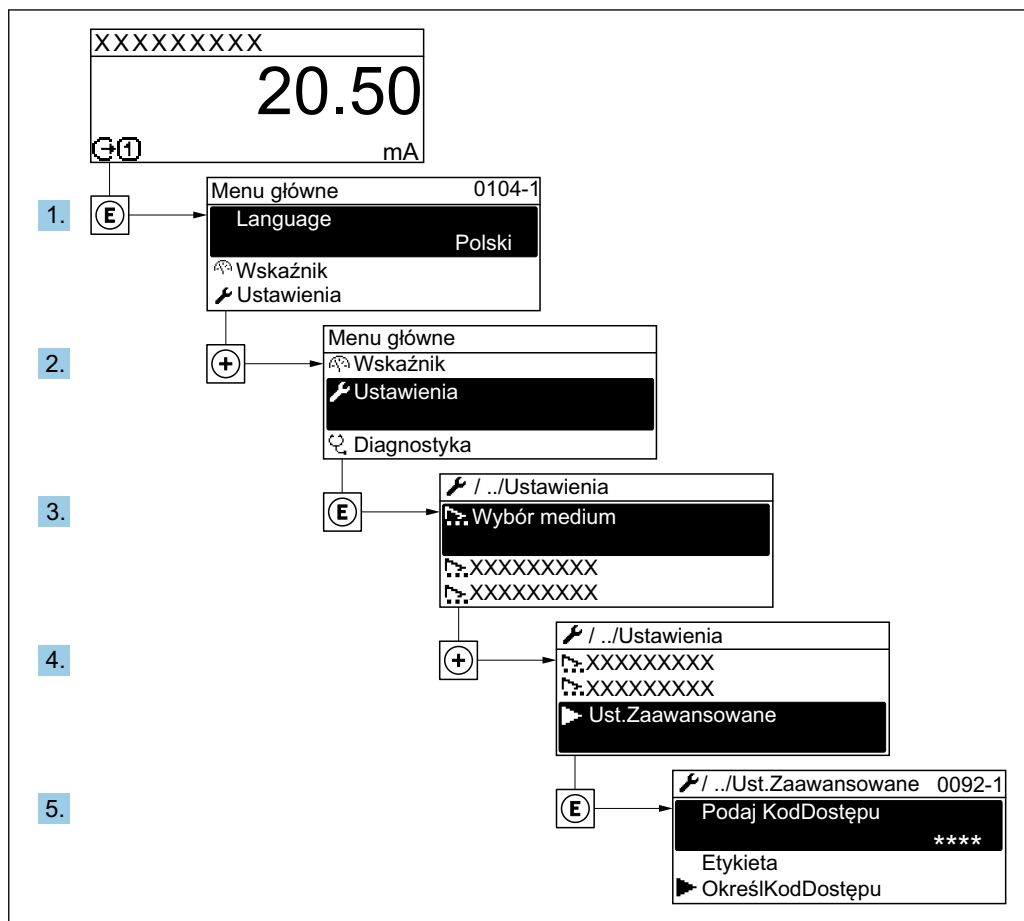 XXXXXXXXX
20.50
1 mA
1.
E
Menu główne 0104-1
Language
Polski
Wskaźnik
Ustawienia
2.
+
Menu główne
Wskaźnik
Ustawienia
Diagnostyka
3.
E
/ ../Ustawienia
Wybór medium
XXXXXXXXX
XXXXXXXXX
4.
+
/ ../Ustawienia
XXXXXXXXX
XXXXXXXXX
Ust.Zaawansowane
5.
E
/ ../Ust.Zaawansowane 0092-1
Podaj KodDostępu
****
Etykieta
OkreślKodDostępu